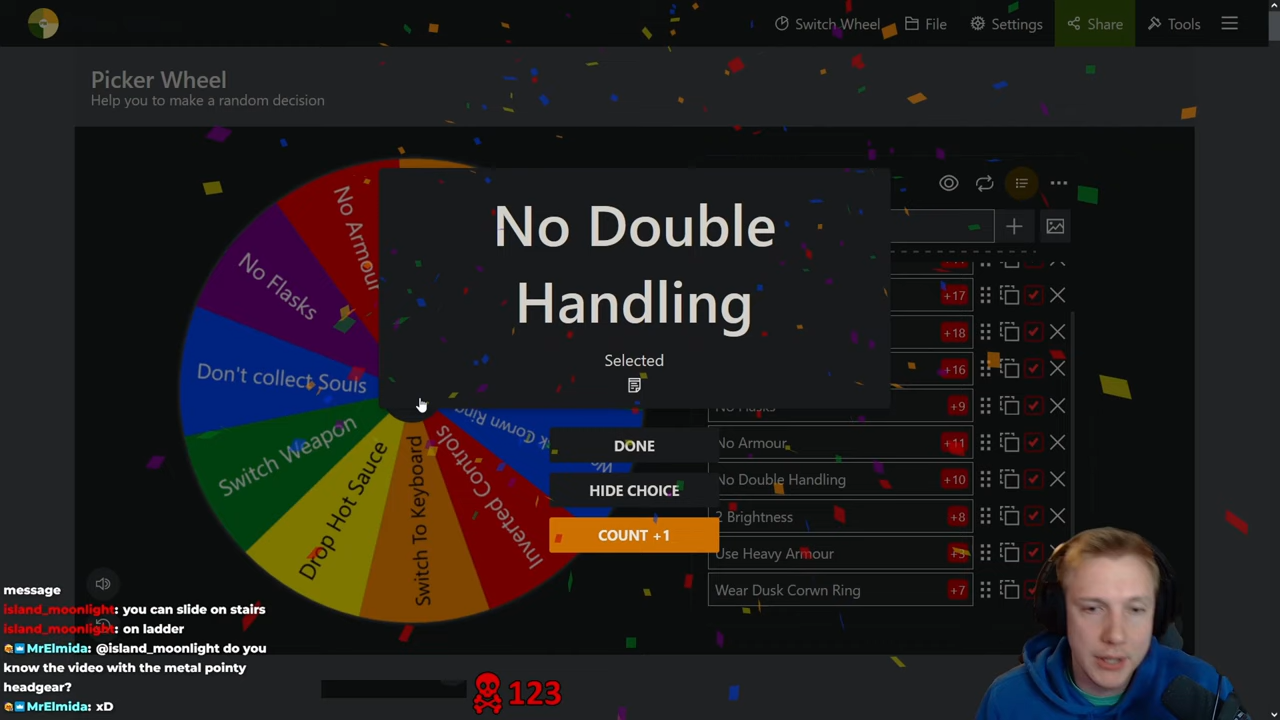 Switch Wheel
File
Settings
Share
Tools
Picker Wheel
Help you to make a random decision
No Armour
No Flasks
Don't collect Souls
Switch Weapon
Drop Hot Sauce
Switch To Keyboard
Inverted Controls
Corwn Ring
No Double
Handling
Selected
DONE
HIDE CHOICE
COUNT +1
+17
+18
+16
No Flasks +9
No Armour +11
No Double Handling +10
2 Brightness +8
Use Heavy Armour
Wear Dusk Corwn Ring +7
message
island_moonlight: you can slide on stairs
island_moonlight: on ladder
MrElmida: @island_moonlight do you
know the video with the metal pointy
headgear?
MrElmida: xD
123